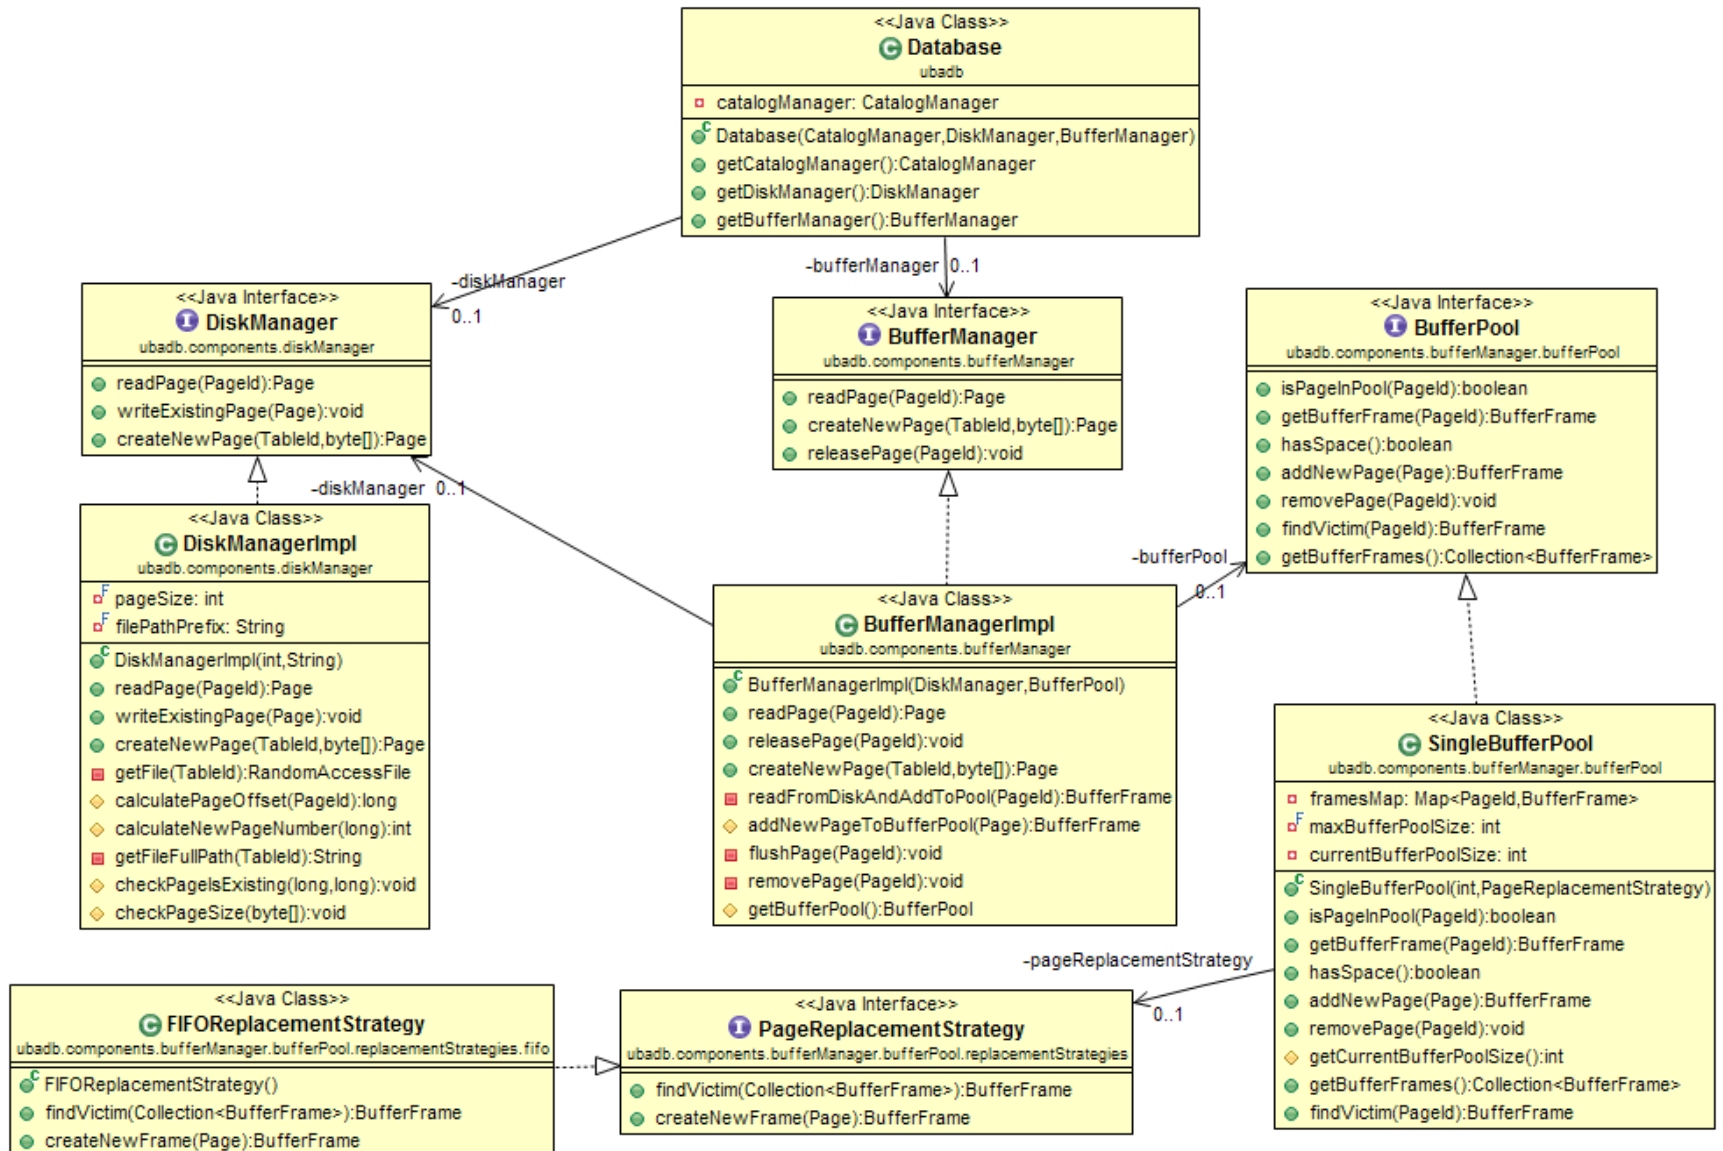 <<Java Class>>
C Database
ubadb
catalogManager: CatalogManager
Database(CatalogManager,DiskManager,BufferManager)
getCatalogManager():CatalogManager
getDiskManager():DiskManager
getBufferManager():BufferManager
-diskManager
0..1
-bufferManager 0..1
<<Java Interface>>
I DiskManager
ubadb.components.diskManager
readPage(PageId):Page
writeExistingPage(Page):void
createNewPage(TableId,byte[]):Page
<<Java Interface>>
I BufferManager
ubadb.components.bufferManager
readPage(PageId):Page
createNewPage(TableId,byte[]):Page
releasePage(PageId):void
<<Java Interface>>
I BufferPool
ubadb.components.bufferManager.bufferPool
isPageInPool(PageId):boolean
getBufferFrame(PageId):BufferFrame
hasSpace():boolean
addNewPage(Page):BufferFrame
removePage(PageId):void
findVictim(PageId):BufferFrame
getBufferFrames():Collection<BufferFrame>
-diskManager 0..1
-bufferPool
0..1
<<Java Class>>
C DiskManagerImpl
ubadb.components.diskManager
F pageSize: int
F filePathPrefix: String
C DiskManagerImpl(int,String)
readPage(PageId):Page
writeExistingPage(Page):void
createNewPage(TableId,byte[]):Page
getFile(TableId):RandomAccessFile
calculatePageOffset(PageId):long
calculateNewPageNumber(long):int
getFileFullPath(TableId):String
checkPageIsExisting(long,long):void
checkPageSize(byte[]):void
<<Java Class>>
C BufferManagerImpl
ubadb.components.bufferManager
C BufferManagerImpl(DiskManager,BufferPool)
readPage(PageId):Page
releasePage(PageId):void
createNewPage(TableId,byte[]):Page
readFromDiskAndAddToPool(PageId):BufferFrame
addNewPageToBufferPool(Page):BufferFrame
flushPage(PageId):void
removePage(PageId):void
getBufferPool():BufferPool
<<Java Class>>
C SingleBufferPool
ubadb.components.bufferManager.bufferPool
framesMap: Map<PageId,BufferFrame>
F maxBufferPoolSize: int
currentBufferPoolSize: int
C SingleBufferPool(int,PageReplacementStrategy)
isPageInPool(PageId):boolean
getBufferFrame(PageId):BufferFrame
hasSpace():boolean
addNewPage(Page):BufferFrame
removePage(PageId):void
getCurrentBufferPoolSize():int
getBufferFrames():Collection<BufferFrame>
findVictim(PageId):BufferFrame
-pageReplacementStrategy
0..1
<<Java Class>>
C FIFOReplacementStrategy
ubadb.components.bufferManager.bufferPool.replacementStrategies.fifo
C FIFOReplacementStrategy()
findVictim(Collection<BufferFrame>):BufferFrame
createNewFrame(Page):BufferFrame
<<Java Interface>>
I PageReplacementStrategy
ubadb.components.bufferManager.bufferPool.replacementStrategies
findVictim(Collection<BufferFrame>):BufferFrame
createNewFrame(Page):BufferFrame